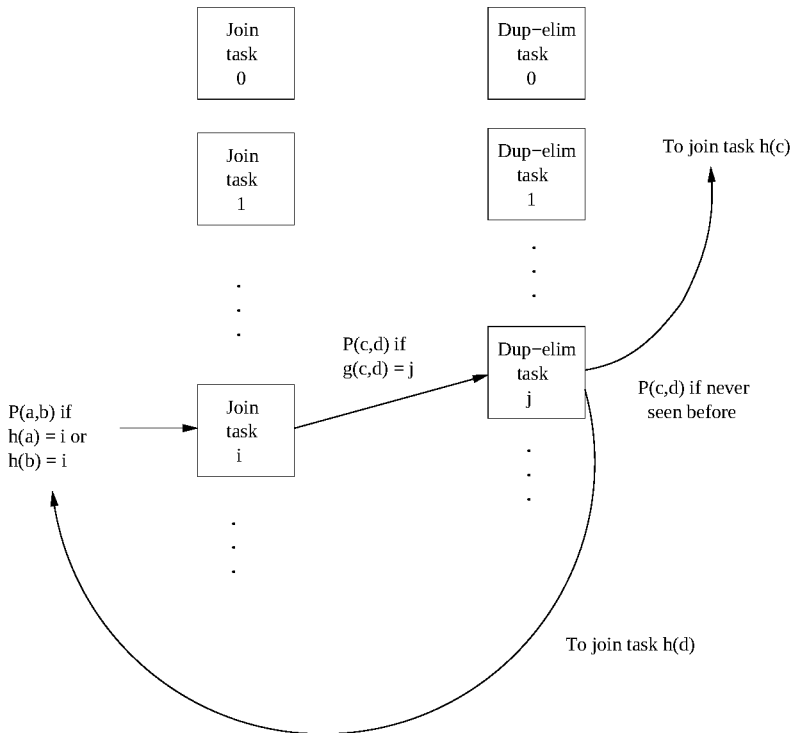 Join
task
0
Dup−elim
task
0
Join
task
1
Dup−elim
task
1
To join task h(c)
P(c,d) if
g(c,d) = j
Dup−elim
task
j
P(c,d) if never
seen before
P(a,b) if
h(a) = i or
h(b) = i
Join
task
i
To join task h(d)